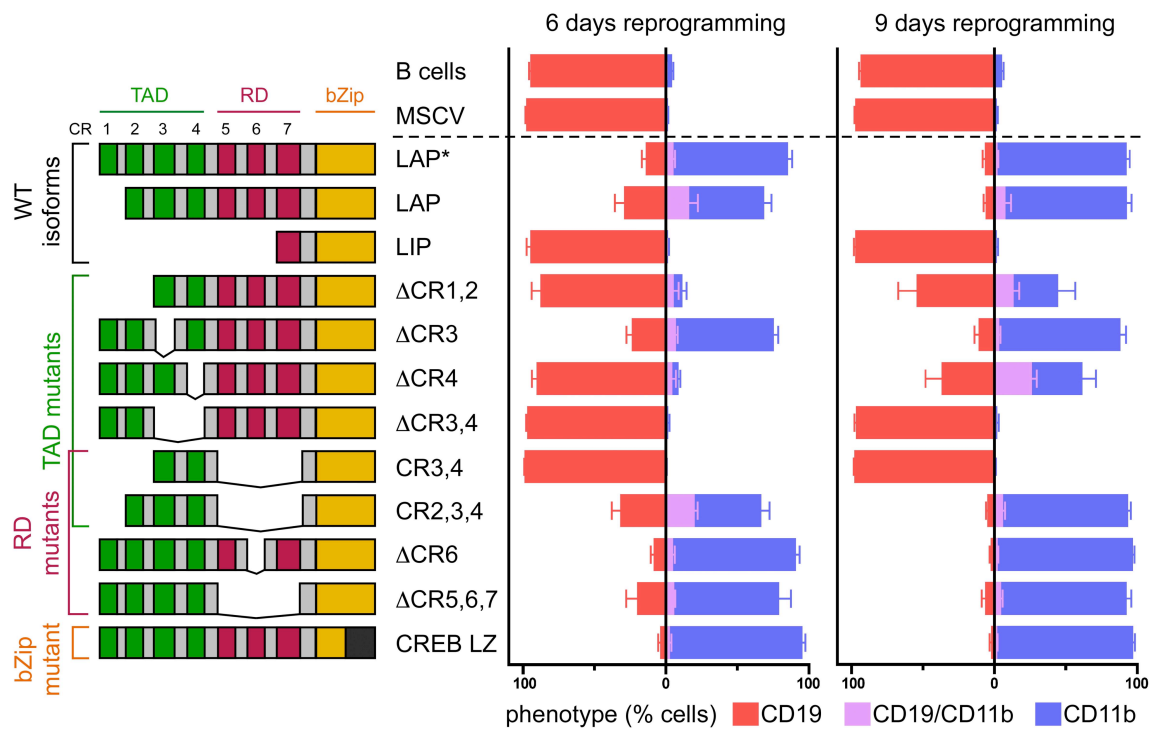 6 days reprogramming
9 days reprogramming
TAD RD bZip
CR 1 2 3 4 5 6 7
WT
isoforms
TAD mutants
RD
mutants
bZip
mutant
B cells
MSCV
LAP*
LAP
LIP
ΔCR1,2
ΔCR3
ΔCR4
ΔCR3,4
CR3,4
CR2,3,4
ΔCR6
ΔCR5,6,7
CREB LZ
100 0 100
100 0 100
phenotype (% cells) CD19 CD19/CD11b CD11b